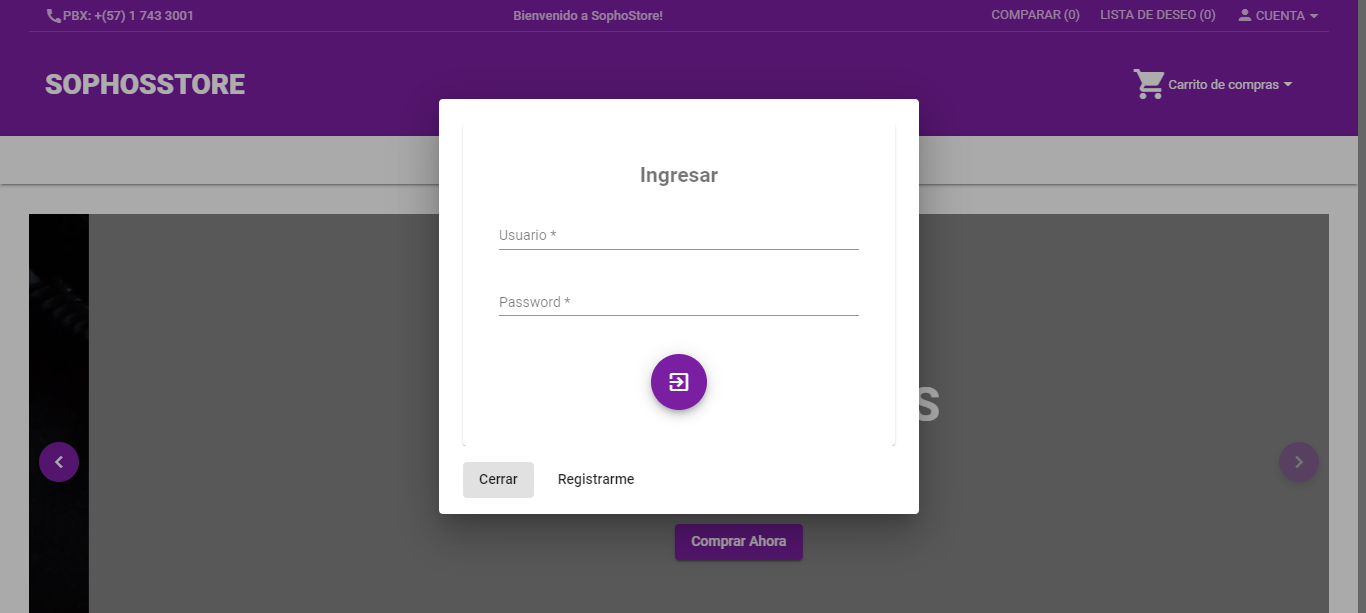 PBX: +(57) 1 743 3001
Bienvenido a SophoStore!
COMPARAR (0)
LISTA DE DESEO (0)
CUENTA
SOPHOSSTORE
Carrito de compras
Ingresar
Usuario *
Password *
Cerrar
Registrarme
Comprar Ahora